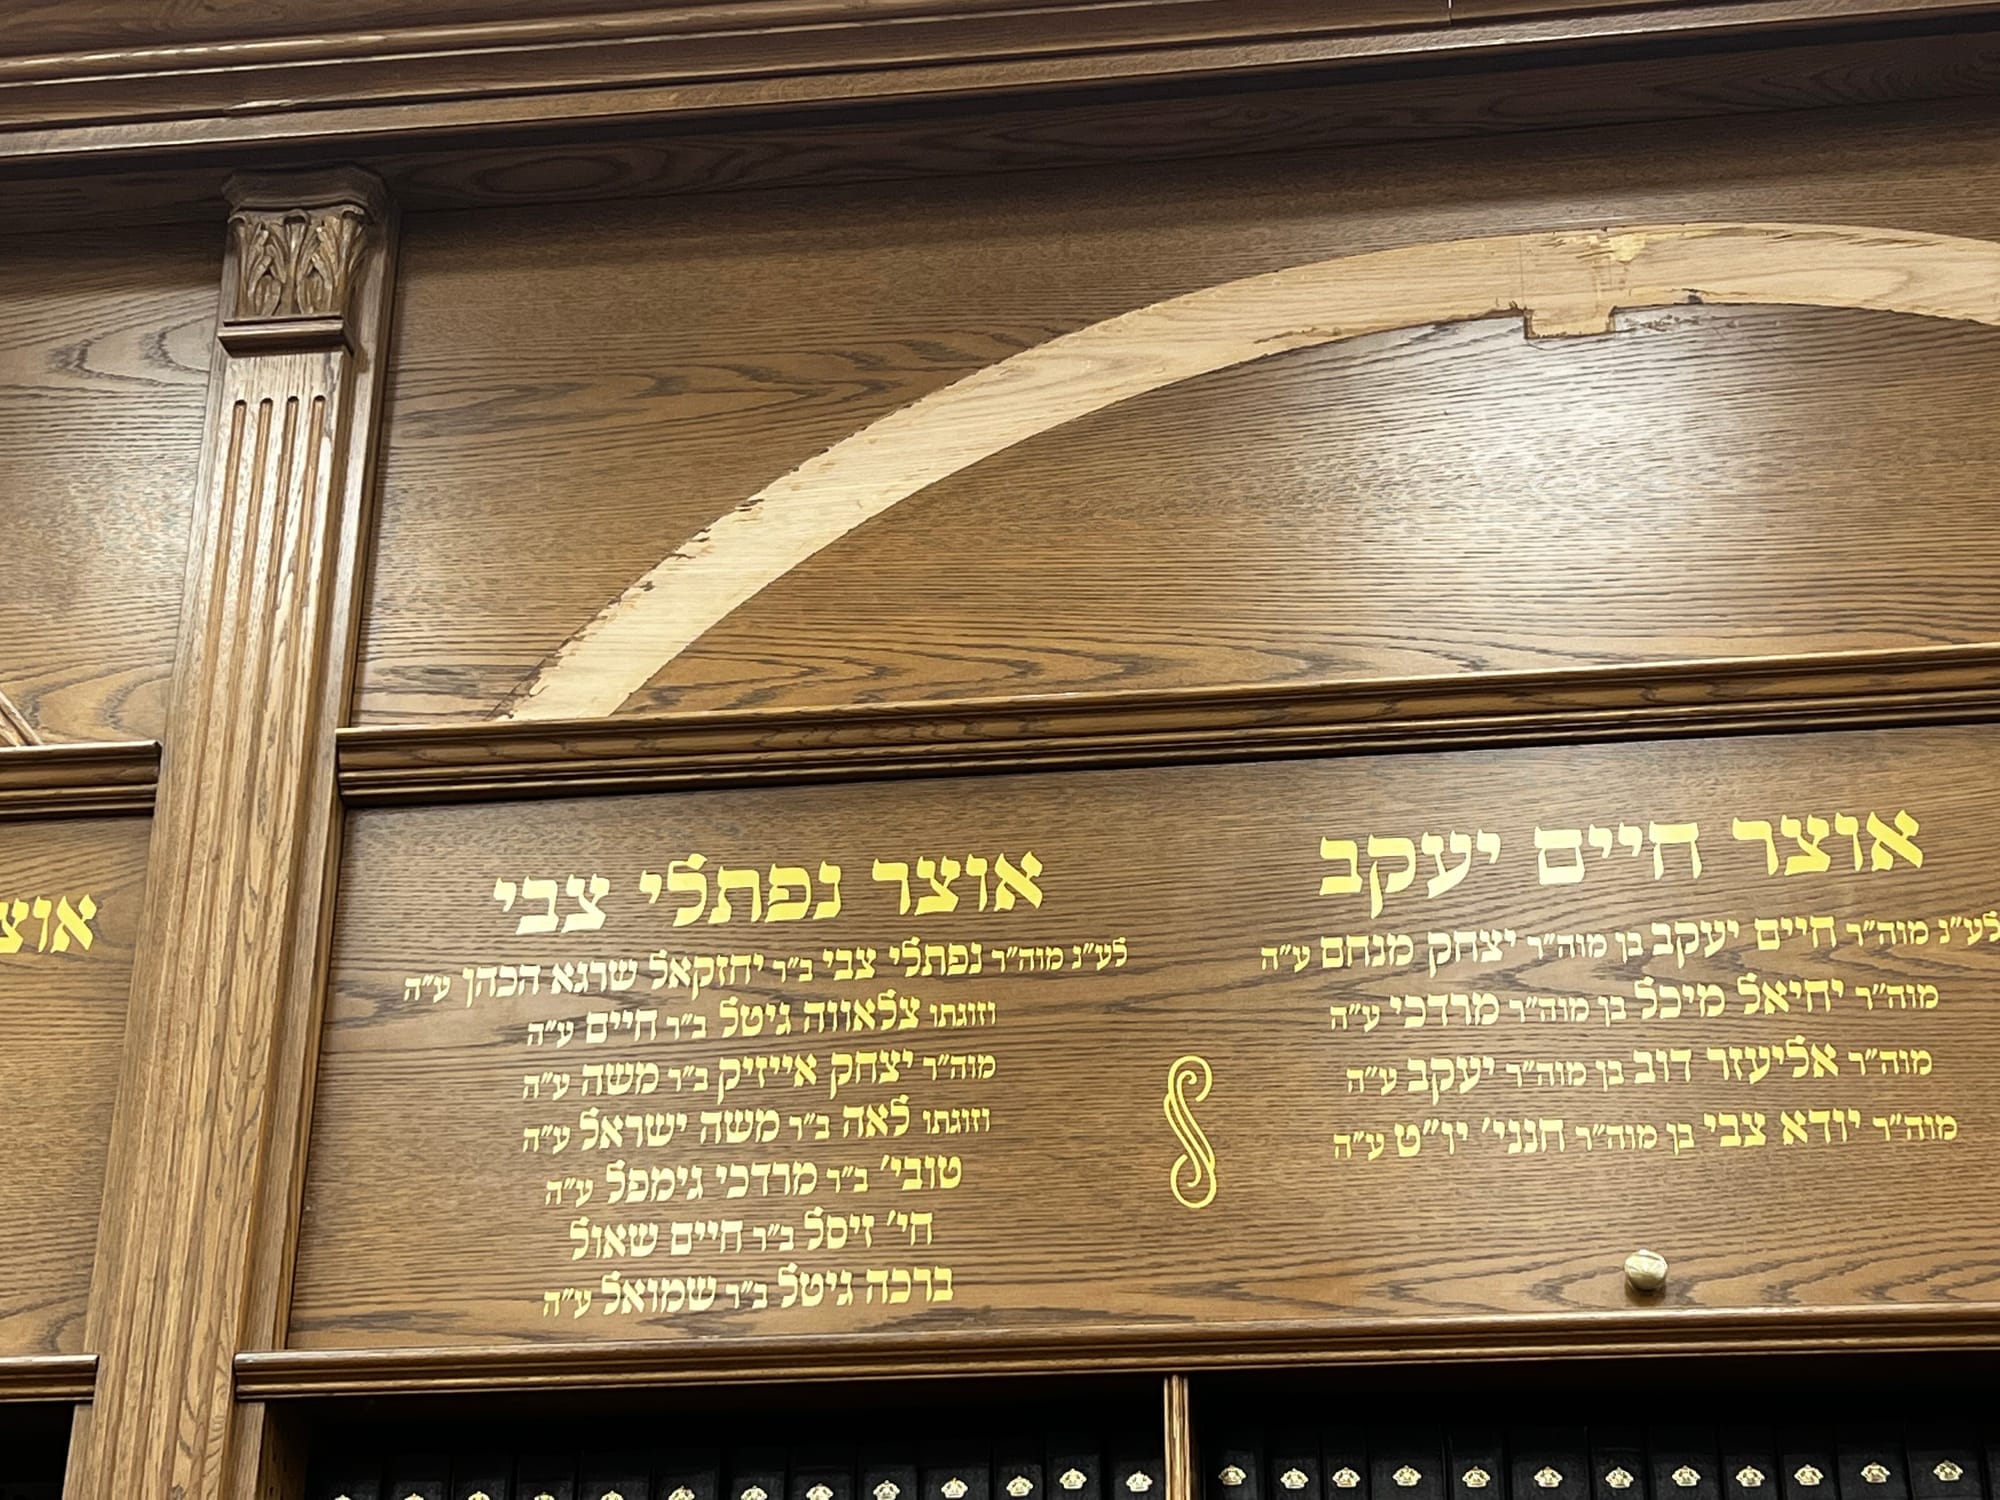 אוצר חיים יעקב
לע"נ מוה"ר חיים יעקב בן מוה"ר יצחק מנחם ע"ה
מוה"ר יחיאל מיכל בן מוה"ר מרדכי ע"ה
מוה"ר אליעזר דוב בן מוה"ר יעקב ע"ה
מוה"ר יודא צבי בן מוה"ר חנני' יו"ט ע"ה
אוצר נפתלי צבי
לע"נ מוה"ר נפתלי צבי ב"ר יחזקאל שרגא הכהן ע"ה
וזוגתו צלאווה גיטל ב"ר חיים ע"ה
מוה"ר יצחק אייזיק ב"ר משה ע"ה
וזוגתו לאה ב"ר משה ישראל ע"ה
טובי' ב"ר מרדכי גימפל ע"ה
חי' זיסל ב"ר חיים שאול
ברכה גיטל ב"ר שמואל ע"ה